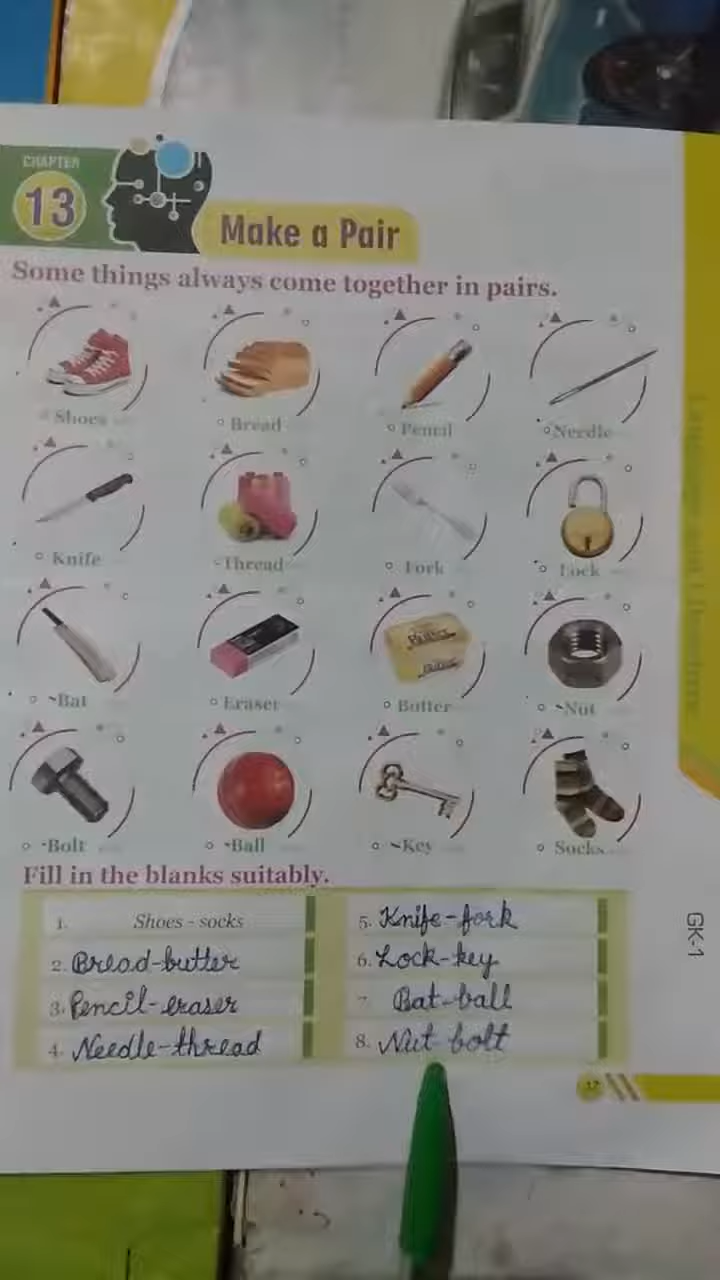 CHAPTER
13
Make a Pair
Some things always come together in pairs.
Shoes Bread Pencil Needle
Knife Thread Fork Lock
Bat Eraser Butter Nut
Butter
Bolt Ball Key Socks
Fill in the blanks suitably.
1. Shoes - socks
2. Bread-butter
3. Pencil-eraser
4. Needle-thread
5. Knife-fork
6. Lock-key
7 Bat-ball
8. Nut-bolt
GK-1